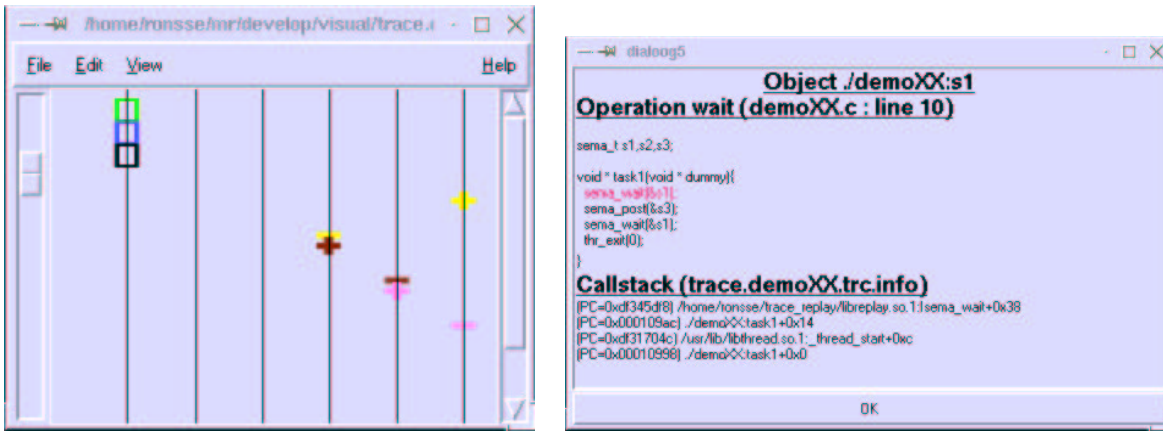 /home/ronsse/mr/develop/visual/trace.
File Edit View Help
dialoog5
Object ./demoXX:s1
Operation wait (demoXX.c : line 10)
sema_t s1,s2,s3;
void * task1(void * dummy){
sema_wait(&s1);
sema_post(&s3);
sema_wait(&s1);
thr_exit(0);
}
Callstack (trace.demoXX.trc.info)
(PC=0xdf345df8) /home/ronsse/trace_replay/libreplay.so.1:lsema_wait+0x38
(PC=0x000109ac) ./demoXX:task1+0x14
(PC=0xdf31704c) /usr/lib/libthread.so.1:_thread_start+0xc
(PC=0x00010998) ./demoXX:task1+0x0
OK